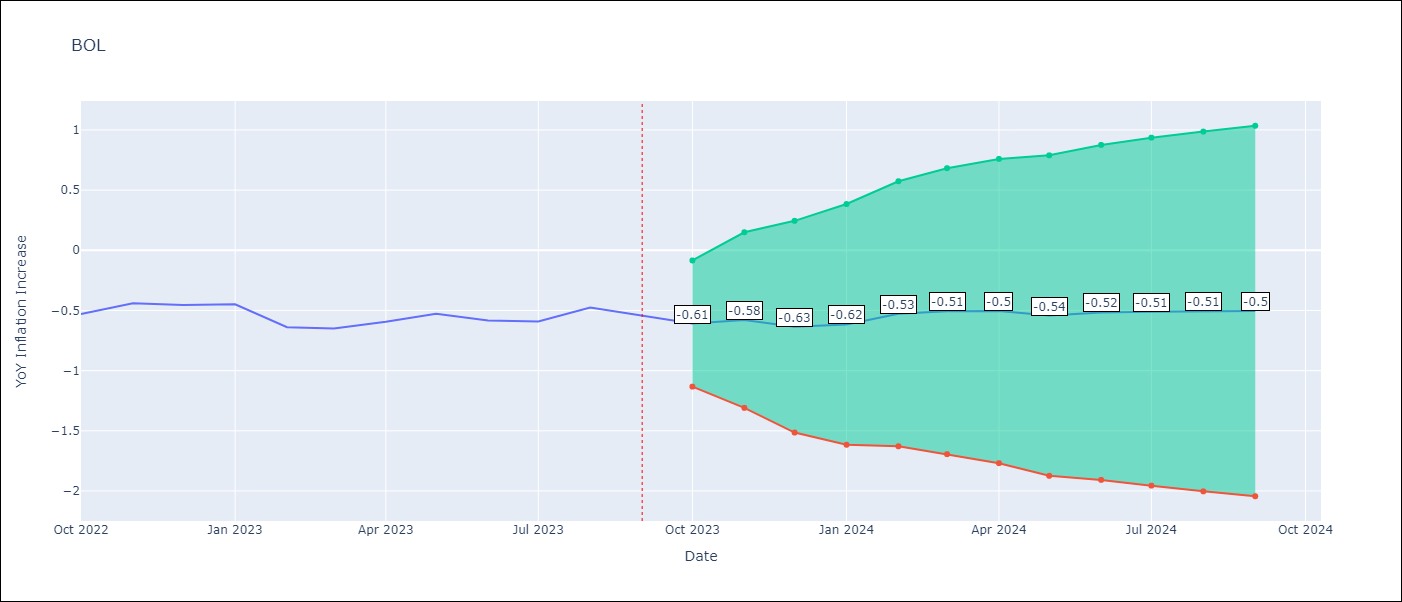 BOL
YoY Inflation Increase
1
0.5
0
−0.5
−1
−1.5
−2
-0.61
-0.58
-0.63
-0.62
-0.53
-0.51
-0.5
-0.54
-0.52
-0.51
-0.51
-0.5
Oct 2022
Jan 2023
Apr 2023
Jul 2023
Oct 2023
Jan 2024
Apr 2024
Jul 2024
Oct 2024
Date